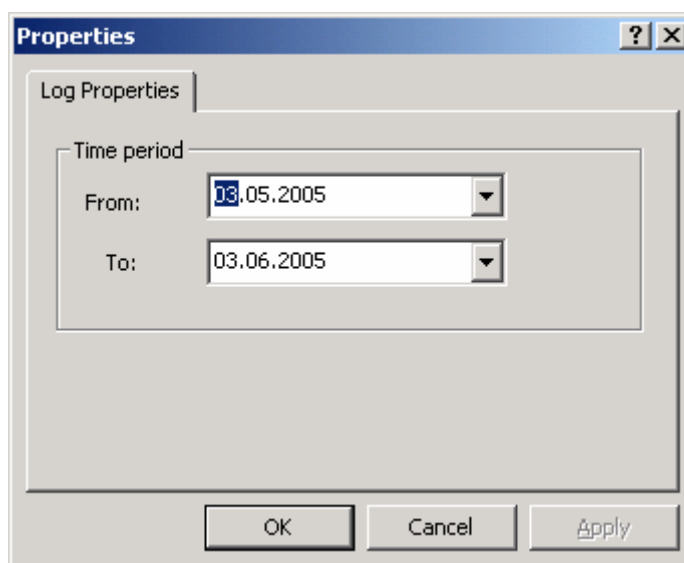 Properties
Log Properties
Time period
From: 03.05.2005
To: 03.06.2005
OK Cancel Apply